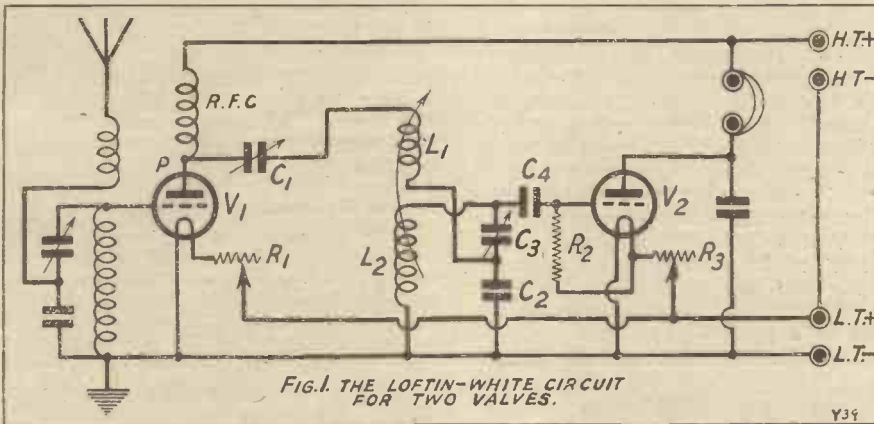 H.T.+
HT-
R.F.C
P
C1
L1
V1
C4
V2
R1
L2
C3
R2
R3
C2
L.T.+
L.T.-
FIG.1. THE LOFTIN-WHITE CIRCUIT
FOR TWO VALVES.
Y39